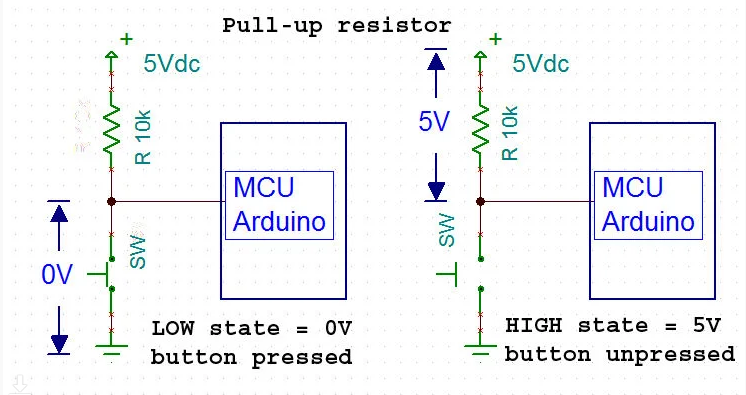 Pull-up resistor
+
5Vdc
R 10k
MCU
Arduino
SW
0V
LOW state = 0V
button pressed
+
5Vdc
5V
R 10k
MCU
Arduino
SW
HIGH state = 5V
button unpressed